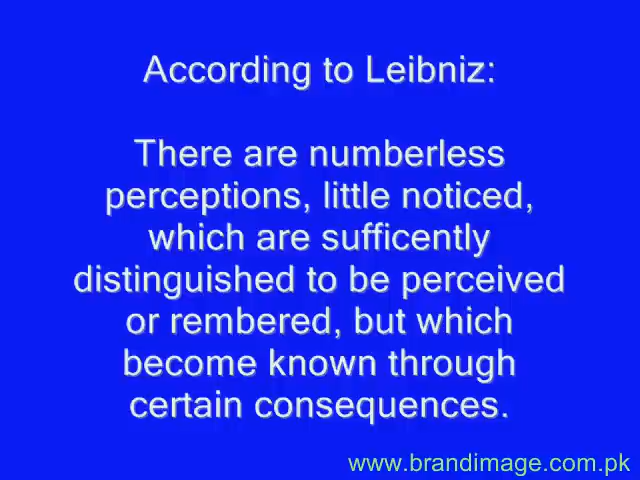 According to Leibniz:
There are numberless
perceptions, little noticed,
which are sufficently
distinguished to be perceived
or rembered, but which
become known through
certain consequences.
www.brandimage.com.pk